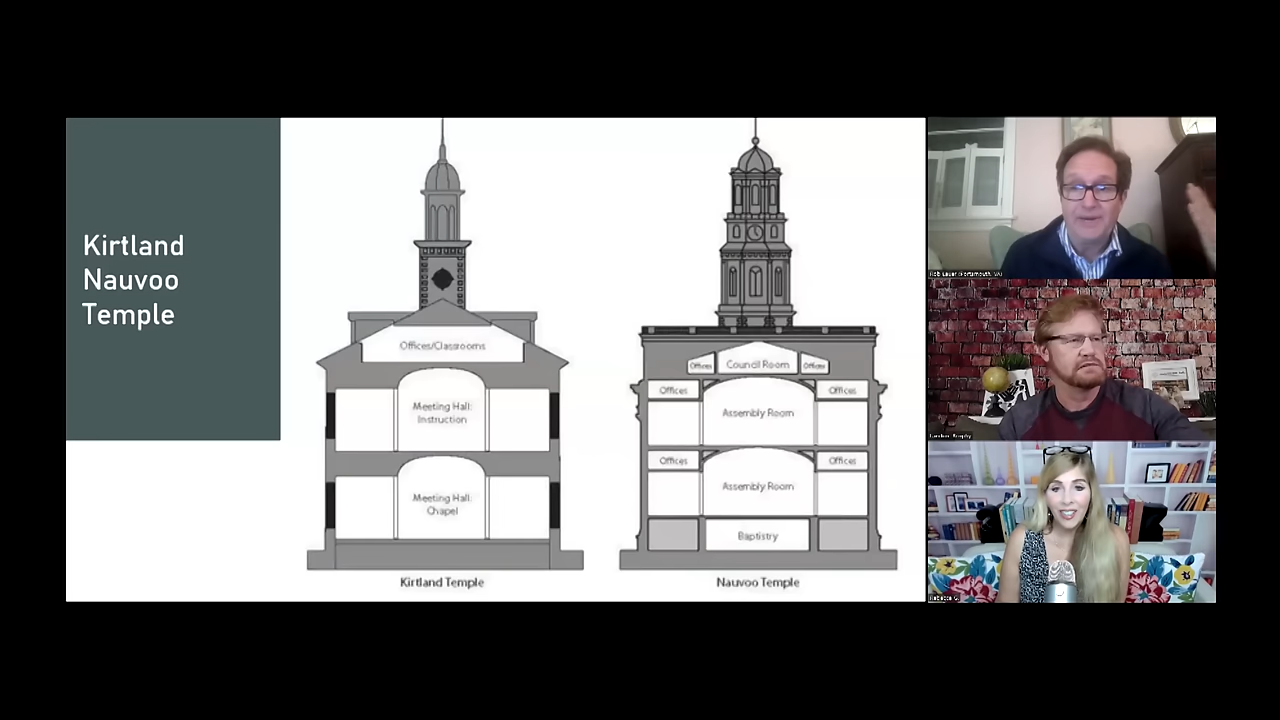 Kirtland
Nauvoo
Temple
Offices/Classrooms
Meeting Hall:
Instruction
Meeting Hall:
Chapel
Kirtland Temple
Offices
Council Room
Offices
Offices
Offices
Assembly Room
Offices
Offices
Assembly Room
Baptistry
Nauvoo Temple
Rebecca G.